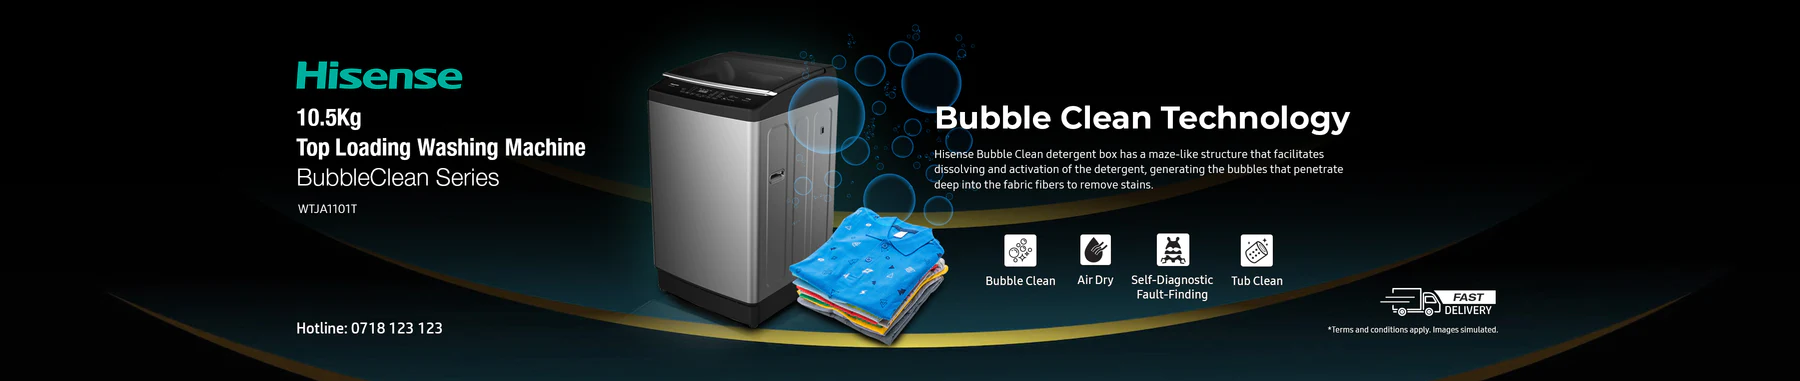 Hisense
10.5Kg
Top Loading Washing Machine
BubbleClean Series
WTJA1101T
Hotline: 0718 123 123
Bubble Clean Technology
Hisense Bubble Clean detergent box has a maze-like structure that facilitates
dissolving and activation of the detergent, generating the bubbles that penetrate
deep into the fabric fibers to remove stains.
Bubble Clean
Air Dry
Self-Diagnostic
Fault-Finding
Tub Clean
FAST
DELIVERY
*Terms and conditions apply. Images simulated.